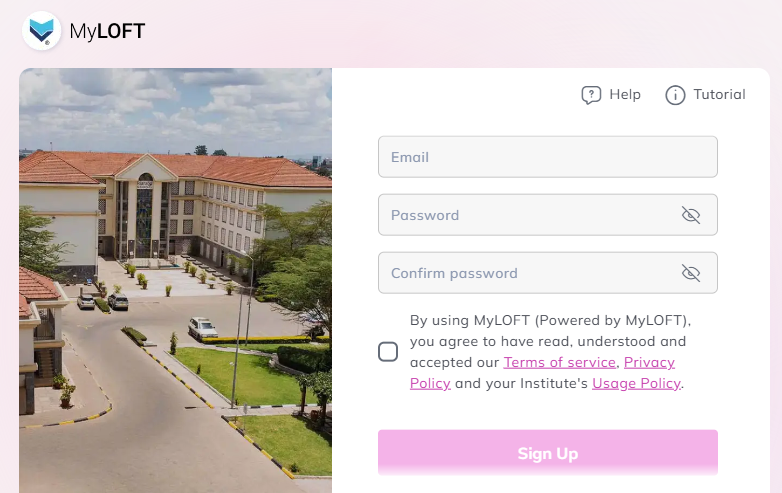 MyLOFT
Help
Tutorial
Email
Password
Confirm password
By using MyLOFT (Powered by MyLOFT),
you agree to have read, understood and
accepted our Terms of service, Privacy
Policy and your Institute's Usage Policy.
Sign Up